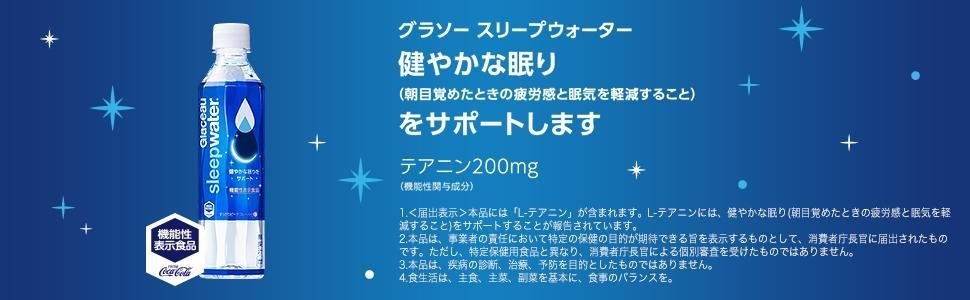 グラソー スリープウォーター
健やかな眠り
(朝目覚めたときの疲労感と眠気を軽減すること)
をサポートします
テアニン200mg
(機能性関与成分)
1.<届出表示>本品には「L-テアニン」が含まれます。L-テアニンには、健やかな眠り(朝目覚めたときの疲労感と眠気を軽
減すること)をサポートすることが報告されています。
2.本品は、事業者の責任において特定の保健の目的が期待できる旨を表示するものとして、消費者庁長官に届出されたもの
です。ただし、特定保健用食品と異なり、消費者庁長官による個別審査を受けたものではありません。
3.本品は、疾病の診断、治療、予防を目的としたものではありません。
4.食生活は、主食、主菜、副菜を基本に、食事のバランスを。
Glaceau
sleepwater
健やかな眠りを
サポート
機能性表示食品
機能性
表示食品
Coca-Cola